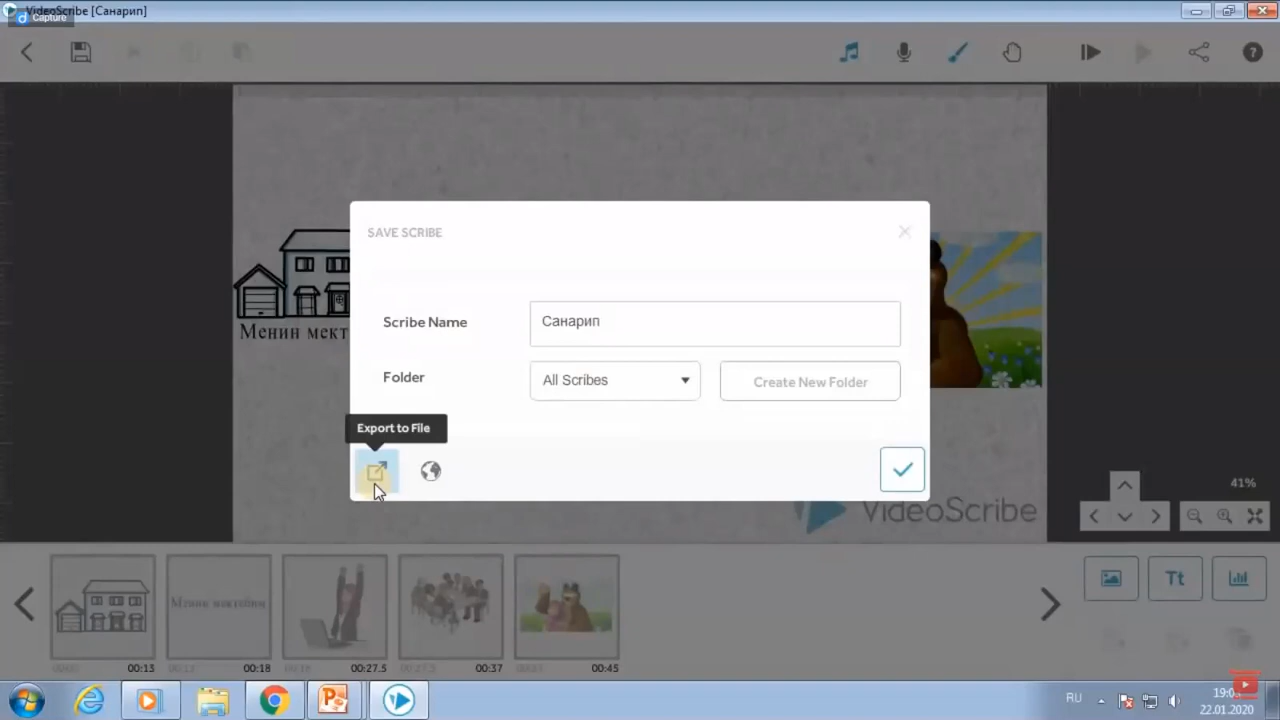 VideoScribe [Санарип]
Capture
SAVE SCRIBE
Scribe Name
Санарип
Folder
All Scribes
Create New Folder
Export to File
Менин мект
VideoScribe
41%
Менин мектебим
Tt
00:13
00:18
00:27.5
00:37
00:45
RU
22.01.2020